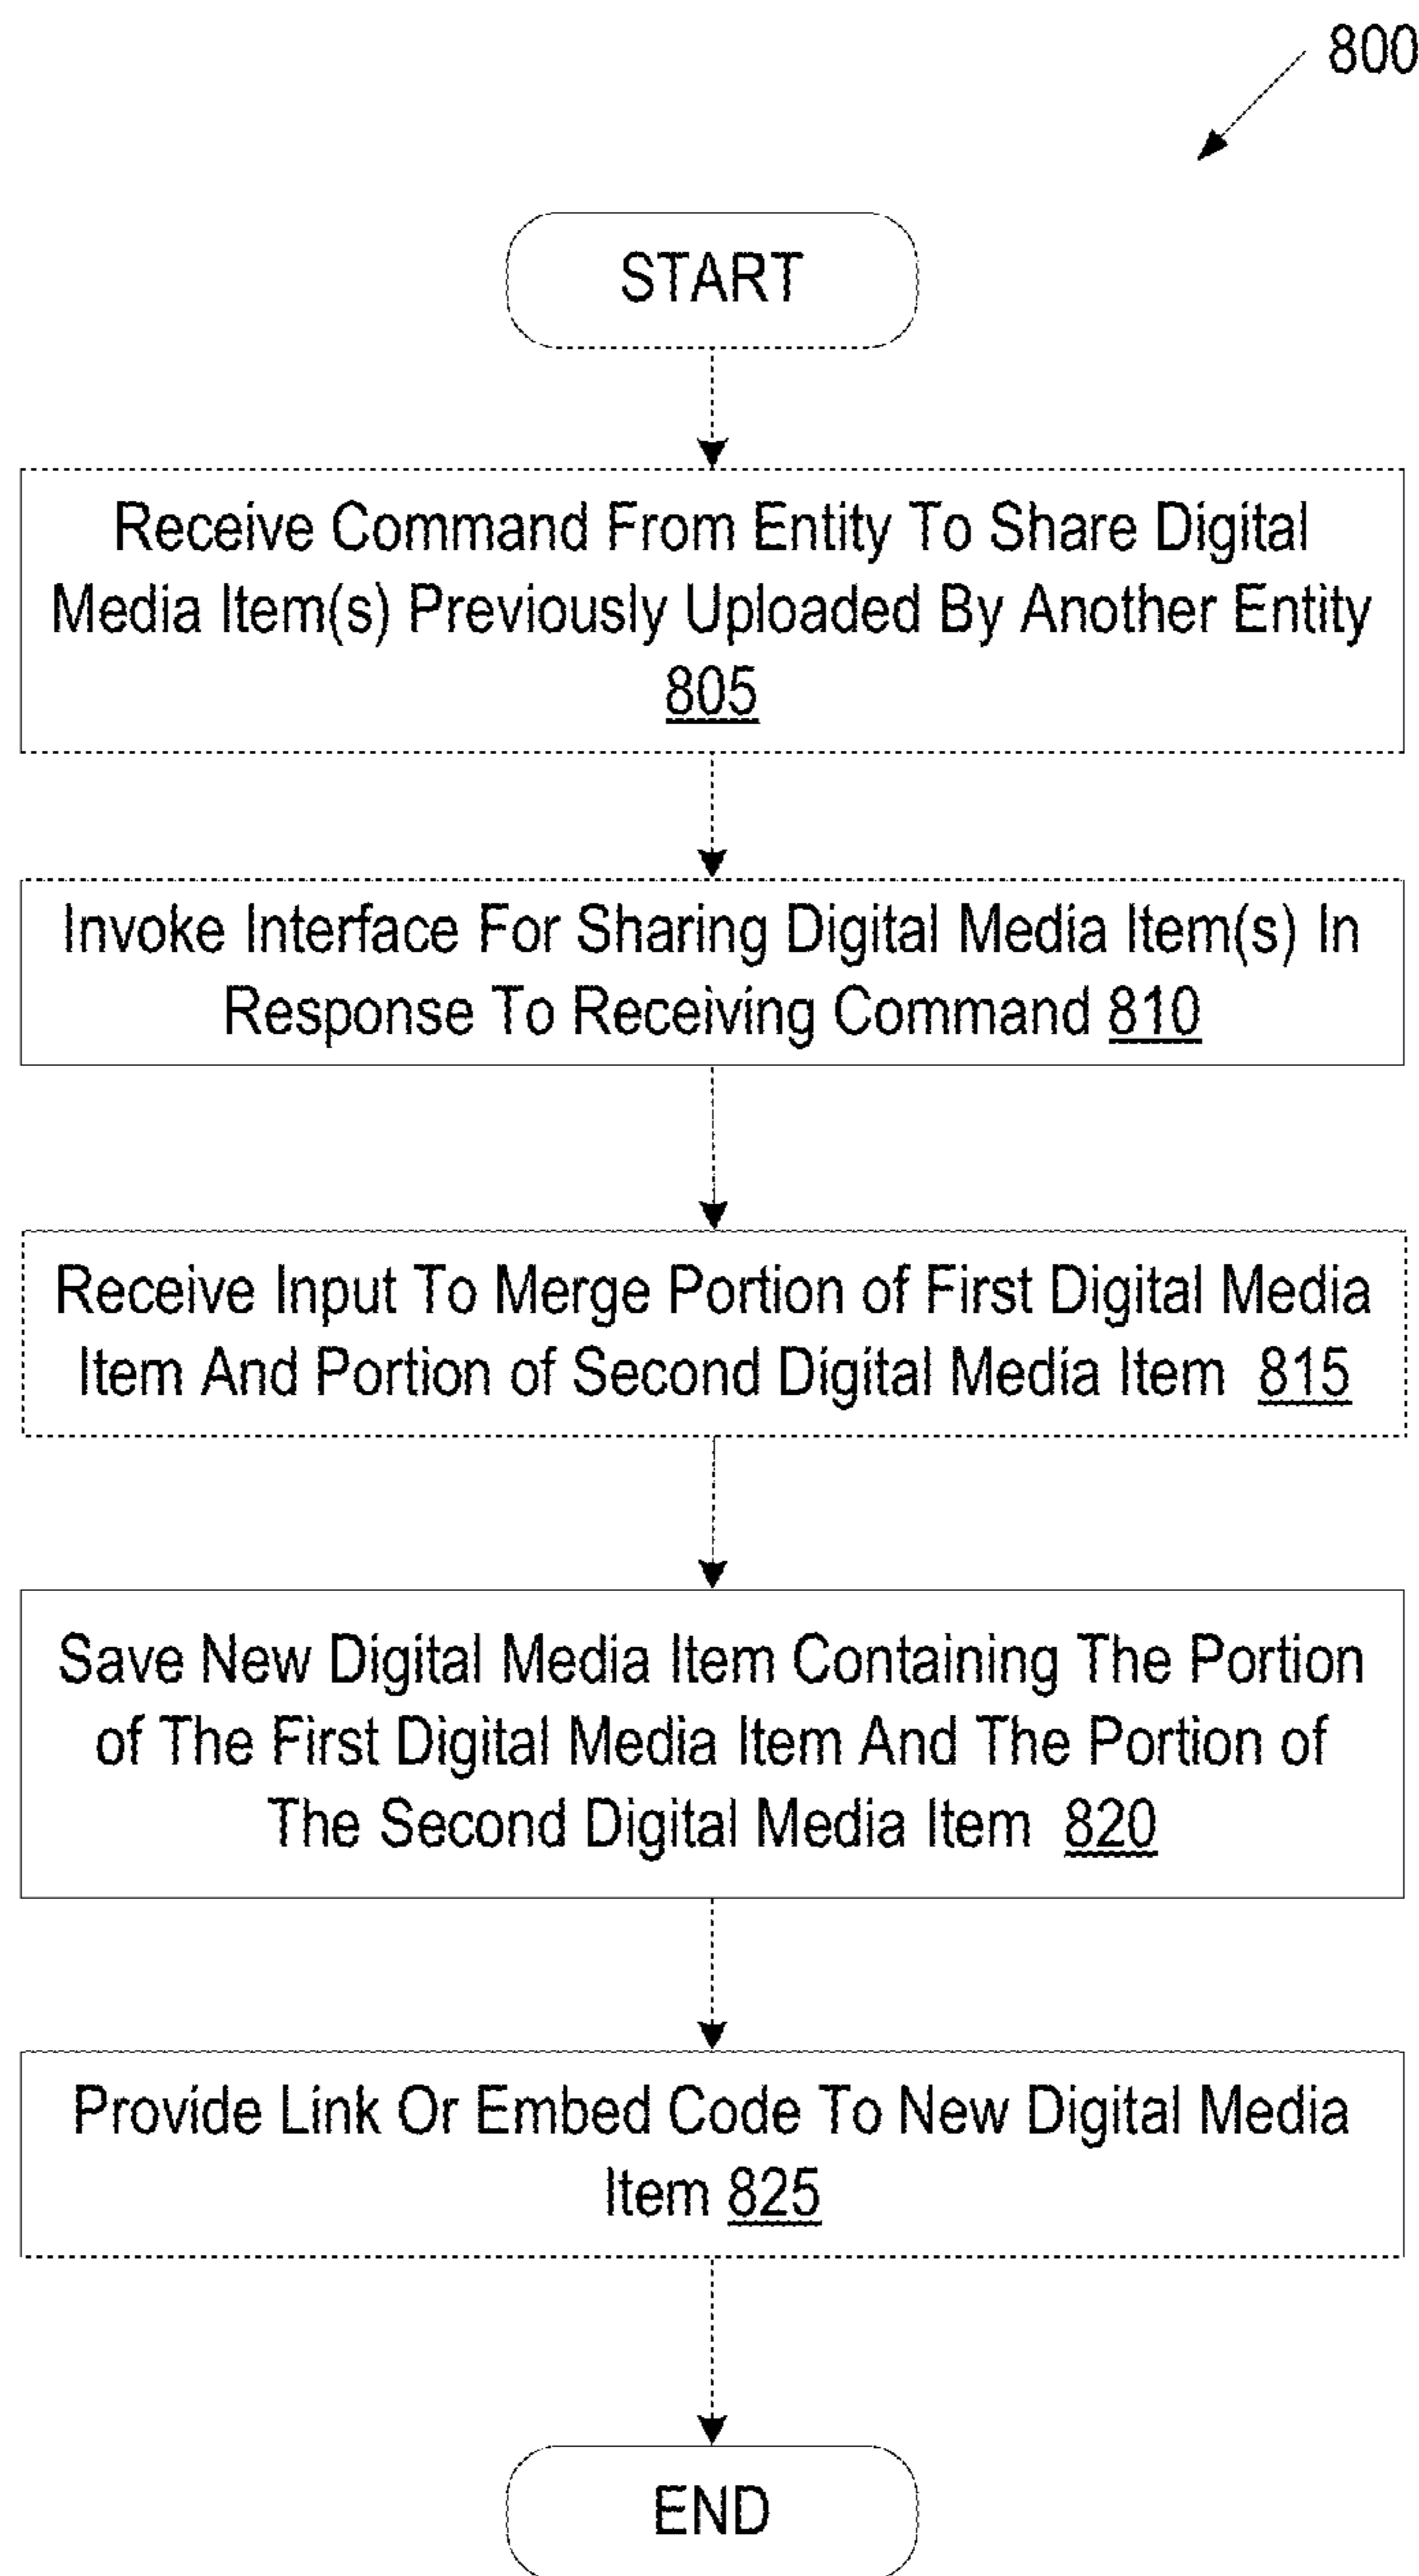 800
START
Receive Command From Entity To Share Digital
Media Item(s) Previously Uploaded By Another Entity
805
Invoke Interface For Sharing Digital Media Item(s) In
Response To Receiving Command 810
Receive Input To Merge Portion of First Digital Media
Item And Portion of Second Digital Media Item 815
Save New Digital Media Item Containing The Portion
of The First Digital Media Item And The Portion of
The Second Digital Media Item 820
Provide Link Or Embed Code To New Digital Media
Item 825
END